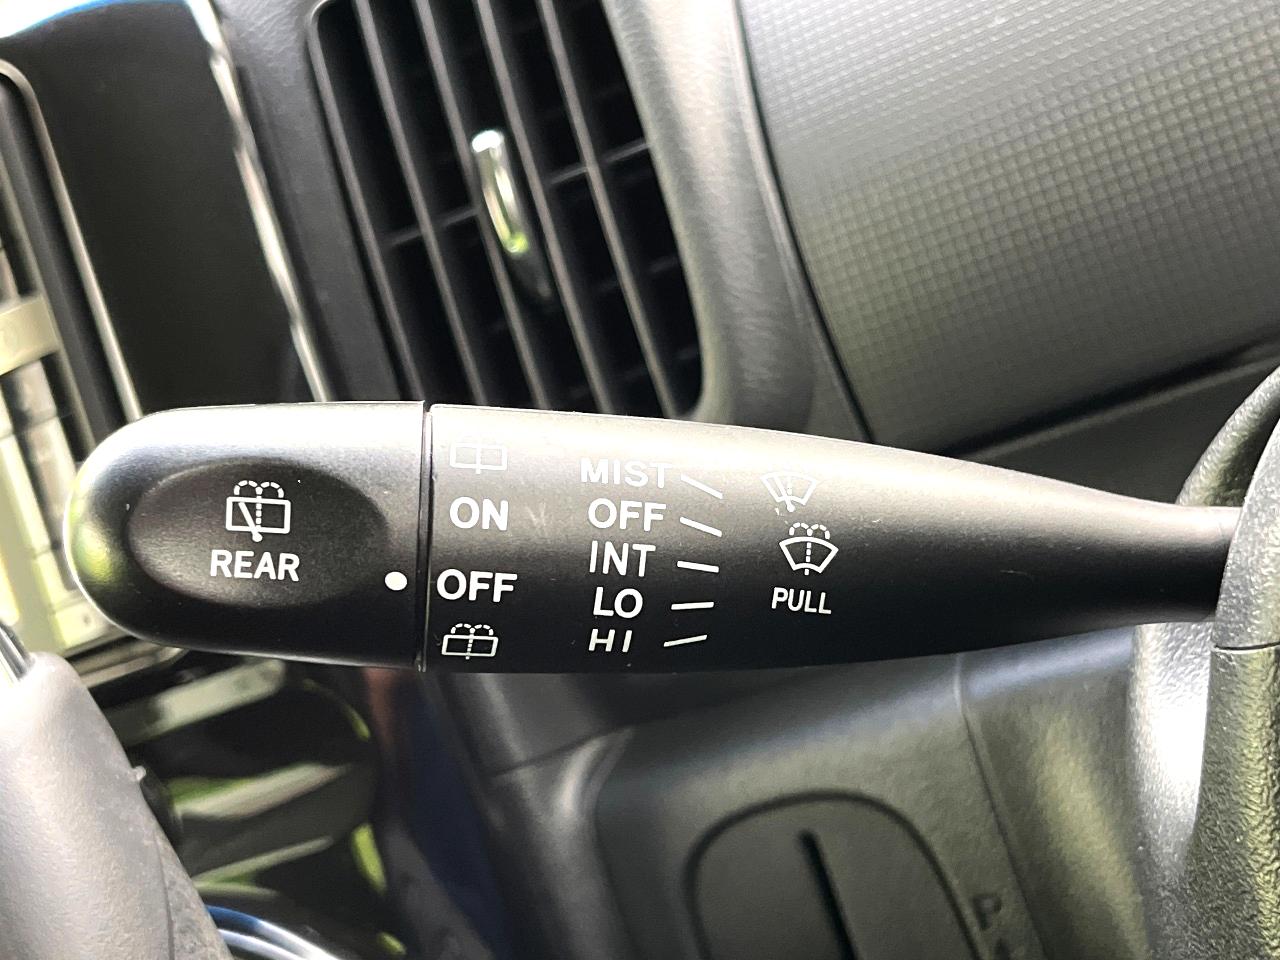 REAR
ON
OFF
MIST
OFF
INT
LO
HI
PULL
P